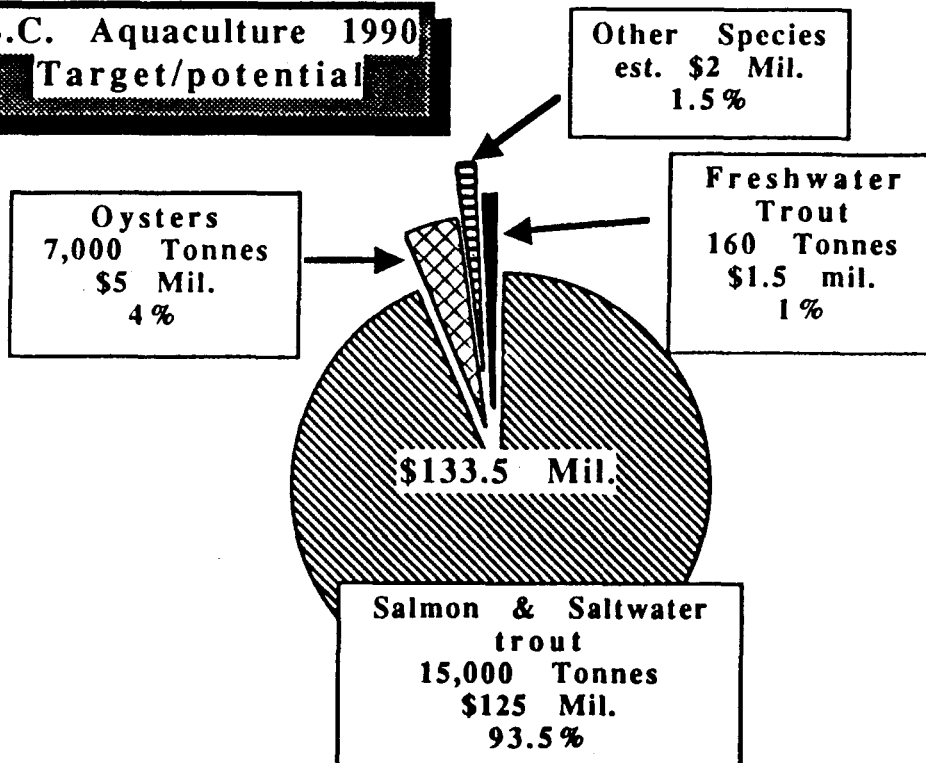 .C. Aquaculture 1990
Target/potential
Other Species
est. $2 Mil.
1.5%
Freshwater
Trout
160 Tonnes
$1.5 mil.
1%
Oysters
7,000 Tonnes
$5 Mil.
4%
$133.5 Mil.
Salmon & Saltwater
trout
15,000 Tonnes
$125 Mil.
93.5%